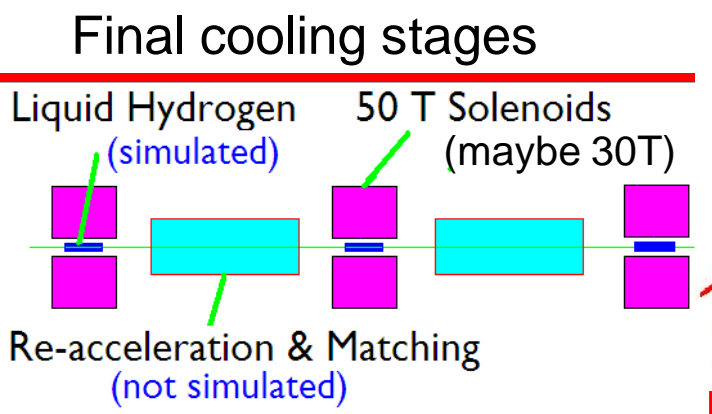 Final cooling stages
Liquid Hydrogen
(simulated)
50 T Solenoids
(maybe 30T)
Re-acceleration & Matching
(not simulated)